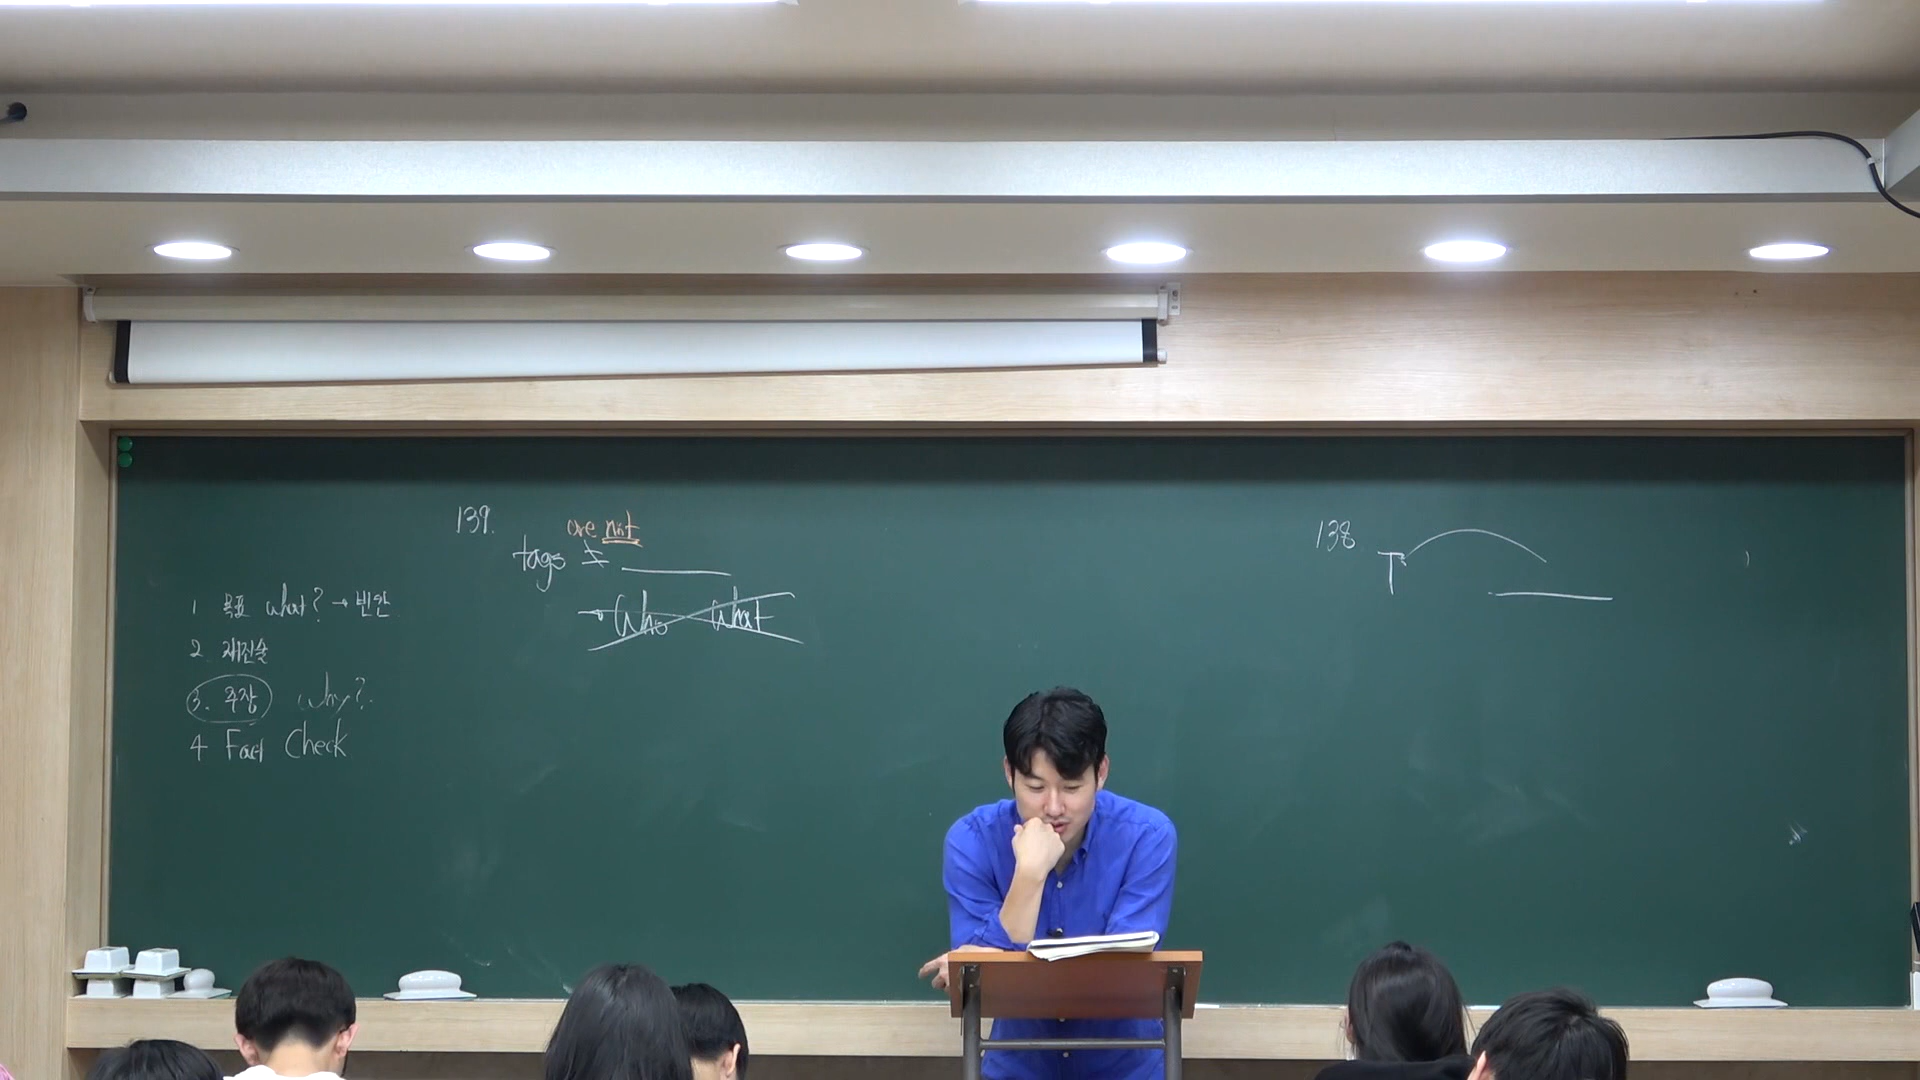 1 목표 what? → 빈칸
2. 재진술
3. 주장 why?
4 Fact Check
139.
are not
tags ≠ ____
→ who what
138
T